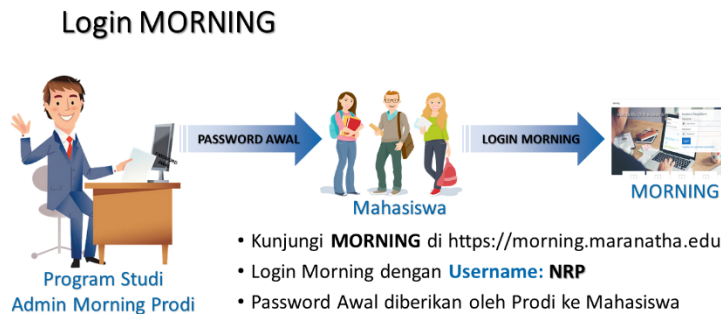 Login MORNING
PASSWORD AWAL
LOGIN MORNING
Mahasiswa
MORNING
Program Studi
Admin Morning Prodi
• Kunjungi MORNING di https://morning.maranatha.edu
• Login Morning dengan Username: NRP
• Password Awal diberikan oleh Prodi ke Mahasiswa